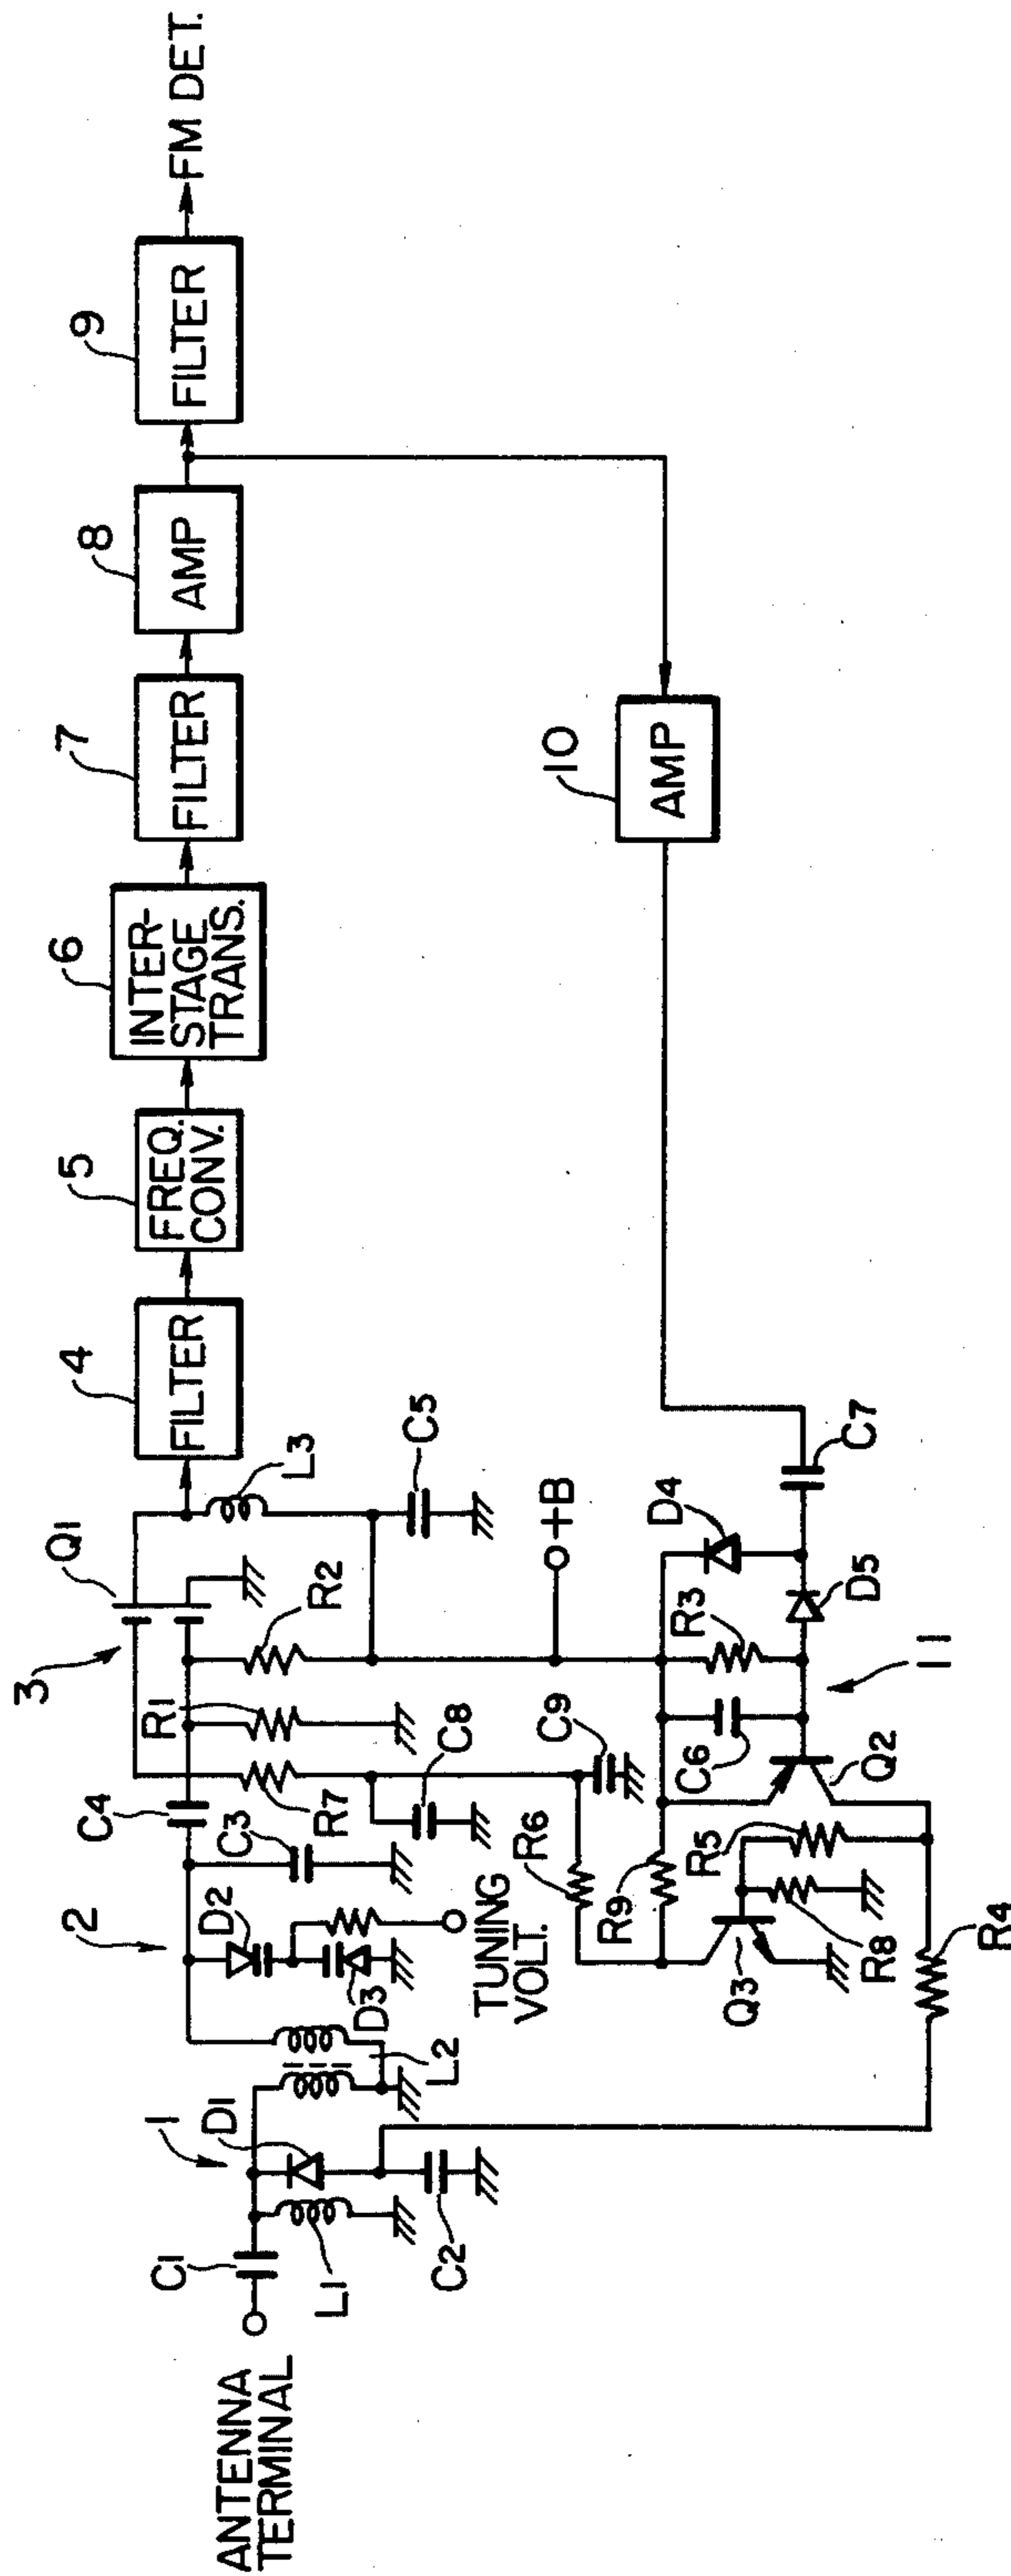 ANTENNA
TERMINAL
C1
L1
1
D1
C2
L2
2
D2
D3
TUNING
VOLT.
C3
C4
R7
R1
C8
3
Q1
R2
L3
C5
+B
4
FILTER
5
FREQ.
CONV.
6
INTER-
STAGE
TRANS.
7
FILTER
8
AMP
9
FILTER
FM DET.
10
AMP
C9
R6
R9
Q3
R8
R5
R4
Q2
C6
R3
D4
D5
C7
11